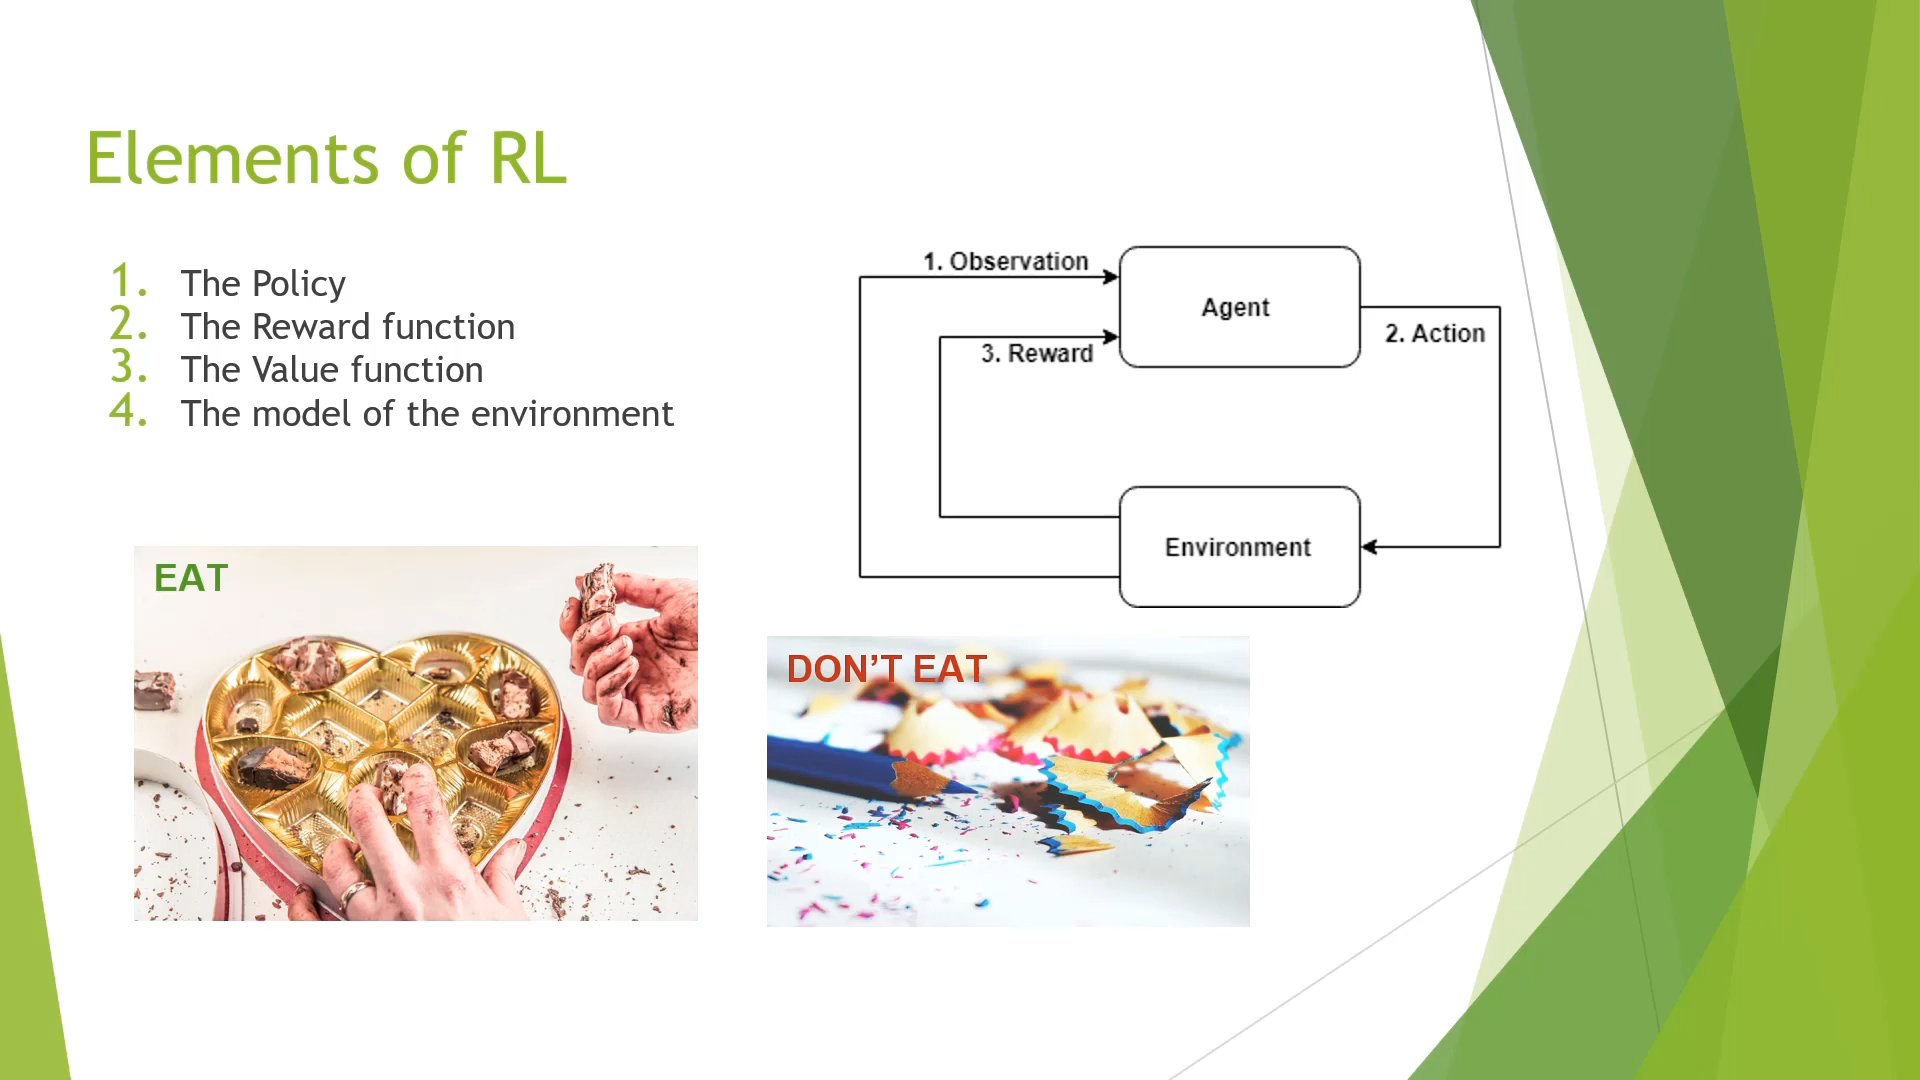 Elements of RL
1. The Policy
2. The Reward function
3. The Value function
4. The model of the environment
1. Observation
Agent
2. Action
3. Reward
Environment
EAT
DON’T EAT